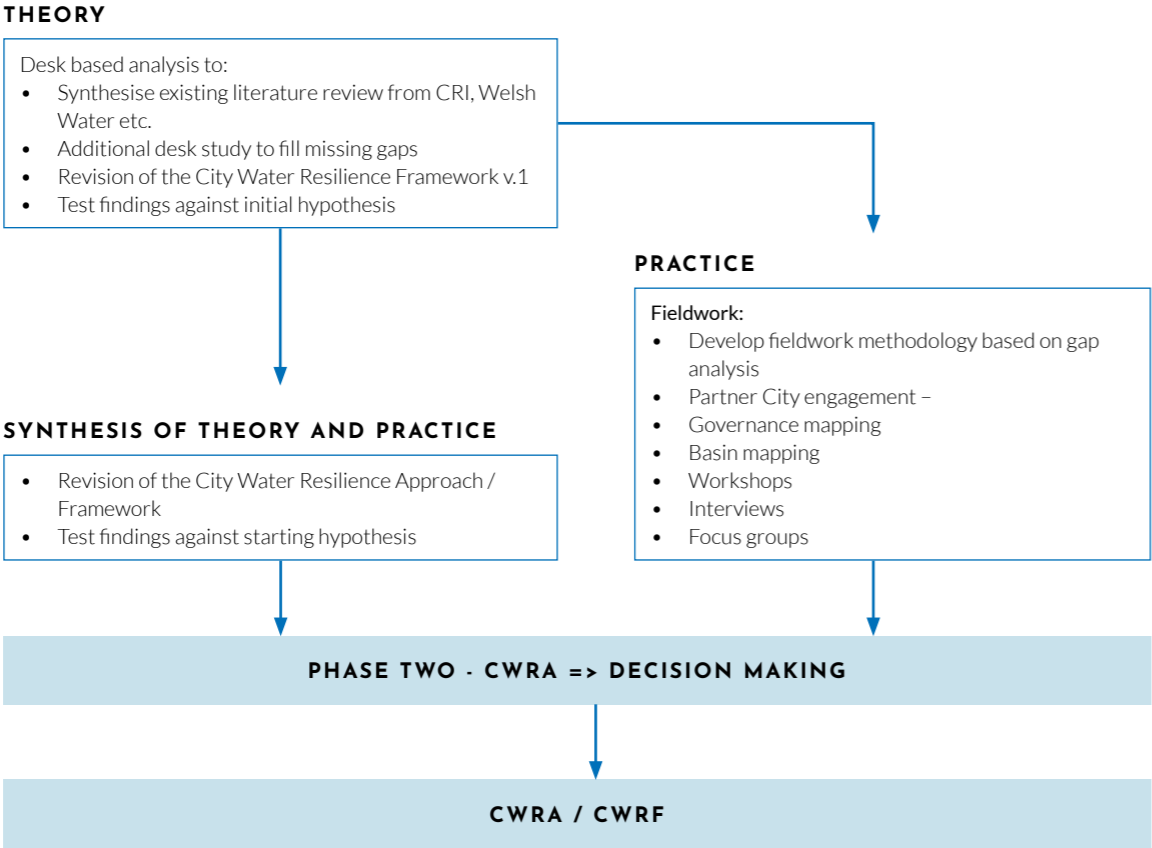 THEORY
Desk based analysis to:
• Synthesise existing literature review from CRI, Welsh
Water etc.
• Additional desk study to fill missing gaps
• Revision of the City Water Resilience Framework v.1
• Test findings against initial hypothesis
PRACTICE
Fieldwork:
• Develop fieldwork methodology based on gap
analysis
• Partner City engagement –
• Governance mapping
• Basin mapping
• Workshops
• Interviews
• Focus groups
SYNTHESIS OF THEORY AND PRACTICE
• Revision of the City Water Resilience Approach /
Framework
• Test findings against starting hypothesis
PHASE TWO - CWRA => DECISION MAKING
CWRA / CWRF